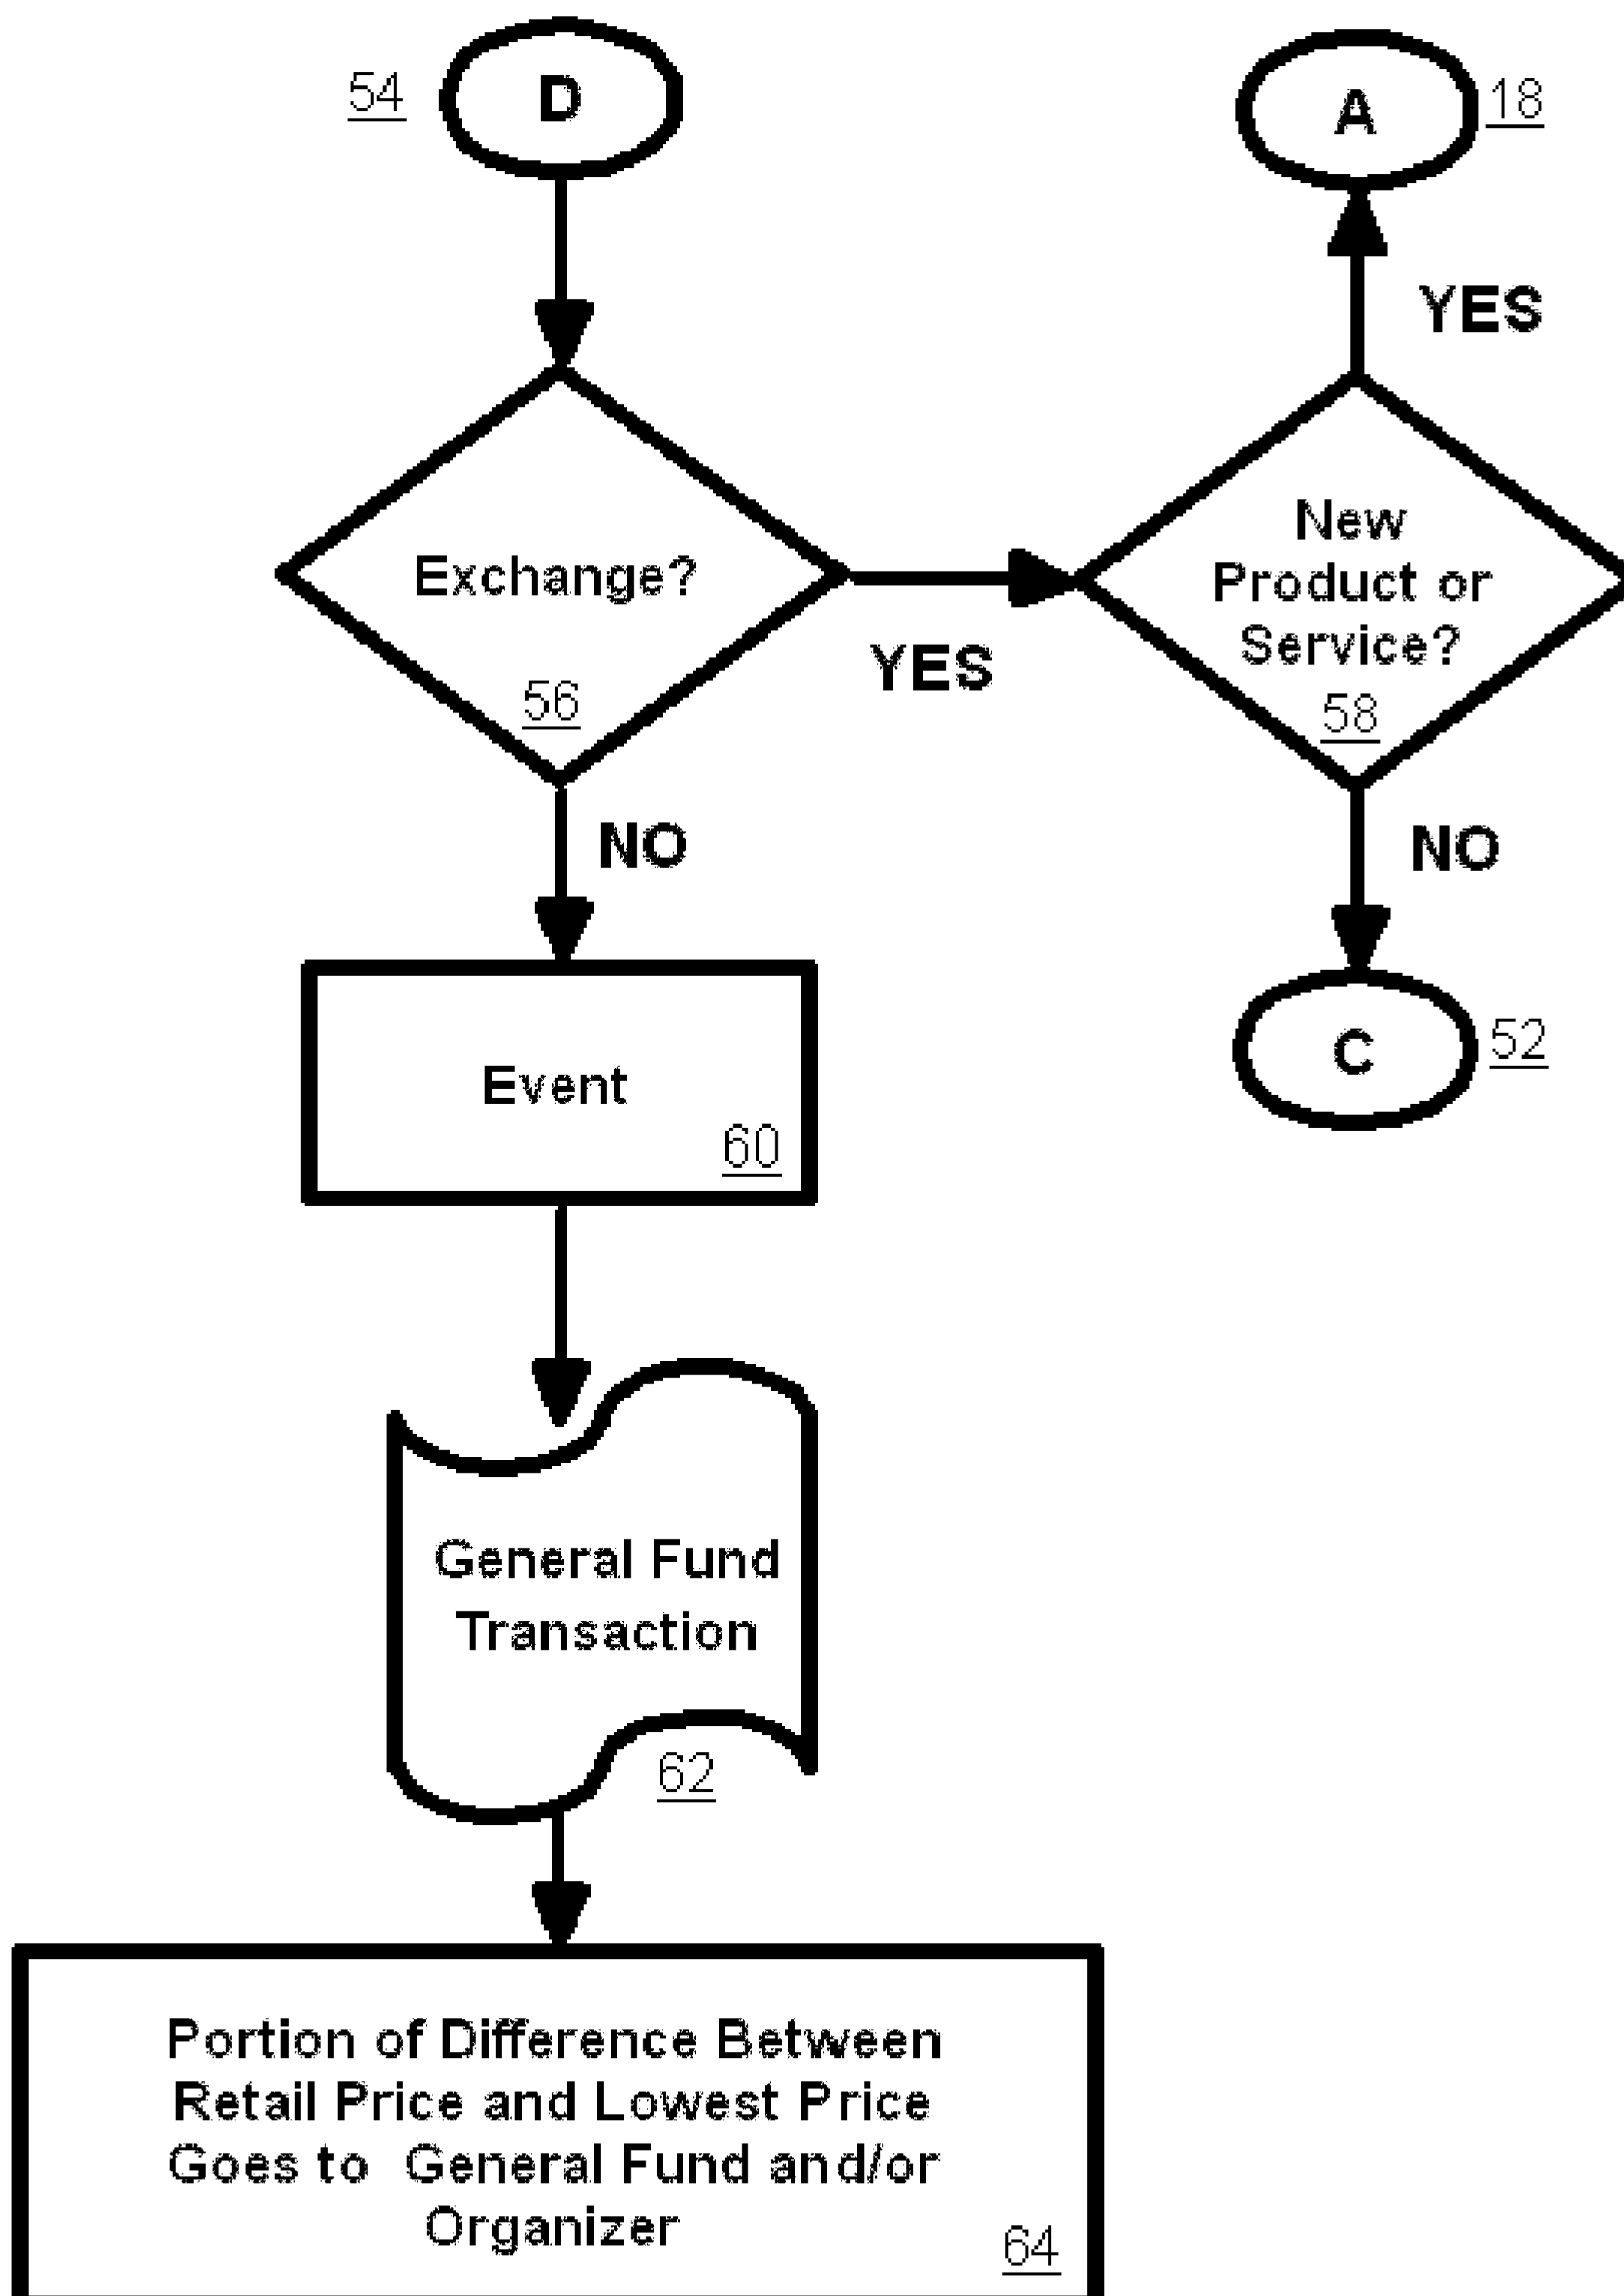 54
D
A
18
YES
Exchange?
56
YES
New
Product or
Service?
58
NO
NO
Event
60
C
52
General Fund
Transaction
62
Portion of Difference Between
Retail Price and Lowest Price
Goes to General Fund and/or
Organizer
64